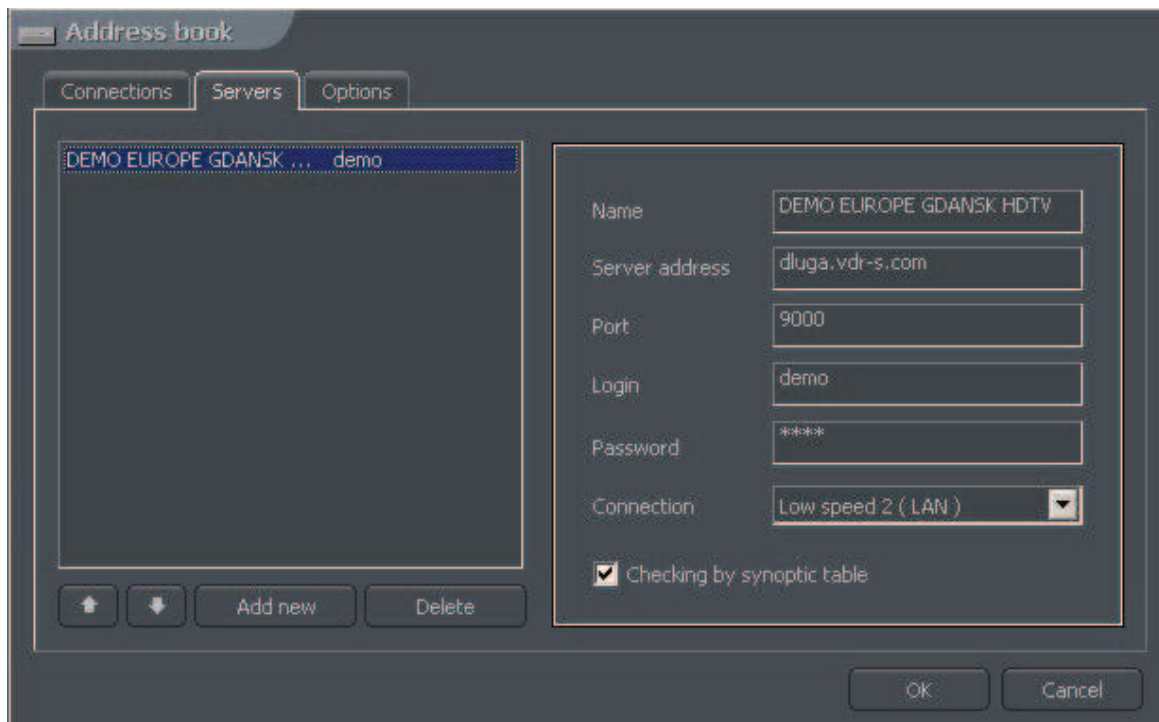 Address book
Connections Servers Options
DEMO EUROPE GDANSK ... demo
Name DEMO EUROPE GDANSK HDTV
Server address dluga.vdr-s.com
Port 9000
Login demo
Password ****
Connection Low speed 2 ( LAN )
Checking by synoptic table
Add new Delete
OK Cancel